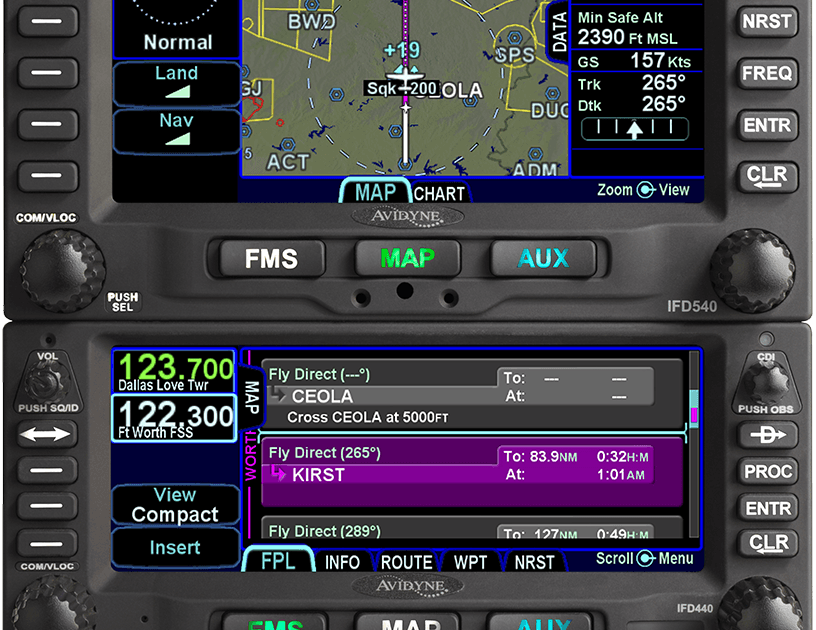 NRST
FREQ
ENTR
CLR
Normal
Land
Nav
BWD
+19
SPS
Sqk
200
ACT
ADM
DATA
Min Safe Alt
2390 Ft MSL
GS 157 Kts
Trk 265°
Dtk 265°
MAP CHART
Zoom View
AVIDYNE
COM/VLOC
FMS MAP AUX
PUSH
SEL
IFD540
VOL
PUSH SQ/ID
123.700
Dallas Love Twr
122.300
Ft Worth FSS
View
Compact
Insert
COM/VLOC
MAP
WORTH
Fly Direct (---°)
CEOLA
Cross CEOLA at 5000FT
To: -- --
At: --
Fly Direct (265°)
KIRST
To: 83.9NM 0:32H:M
At: 1:01AM
Fly Direct (289°)
To: 127NM 0:49H:M
FPL INFO ROUTE WPT NRST
Scroll Menu
CDI
PUSH OBS
D
PROC
ENTR
CLR
AVIDYNE
IFD440
FMS MAP AUX